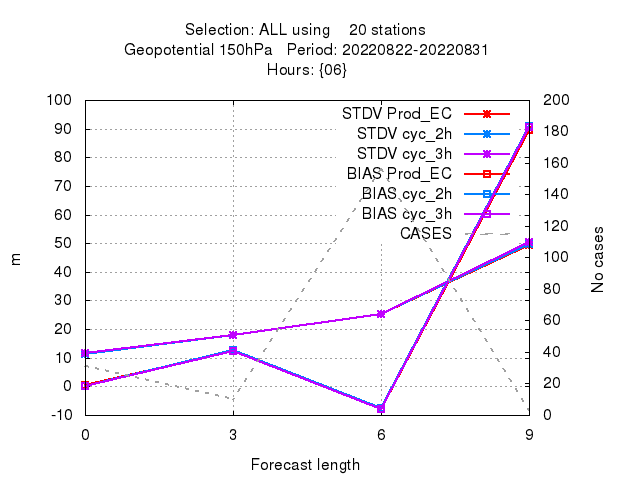 Selection: ALL using    20 stations
Geopotential 150hPa   Period: 20220822-20220831
Hours: {06}
100 200
STDV Prod_EC
90 180
STDV cyc_2h
80 160
STDV cyc_3h
70 140
BIAS Prod_EC
60 120
BIAS cyc_2h
50 100
BIAS cyc_3h
40 80
CASES
30 60
20 40
10 20
0 0
-10
m
No cases
0 3 6 9
Forecast length